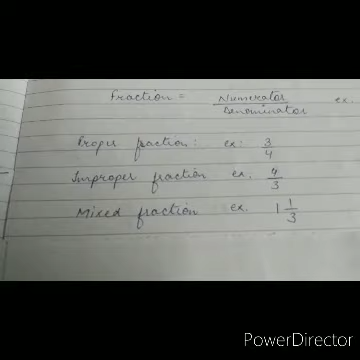 Fraction = Numerator / Denominator ex.
Proper fraction: ex: 3/4
Improper fraction ex. 4/3
Mixed fraction ex. 1 1/3
PowerDirector